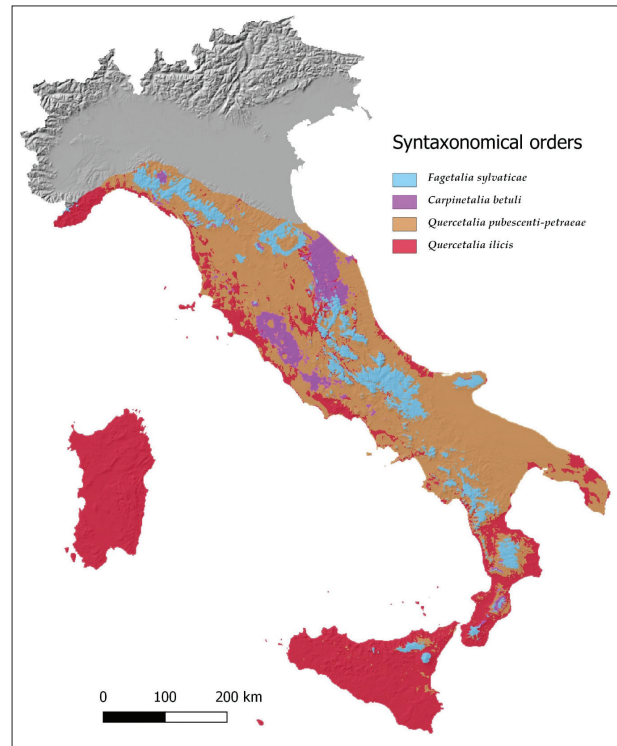 Syntaxonomical orders
Fagetalia sylvaticae
Carpinetalia betuli
Quercetalia pubescenti-petraeae
Quercetalia ilicis
0 100 200 km